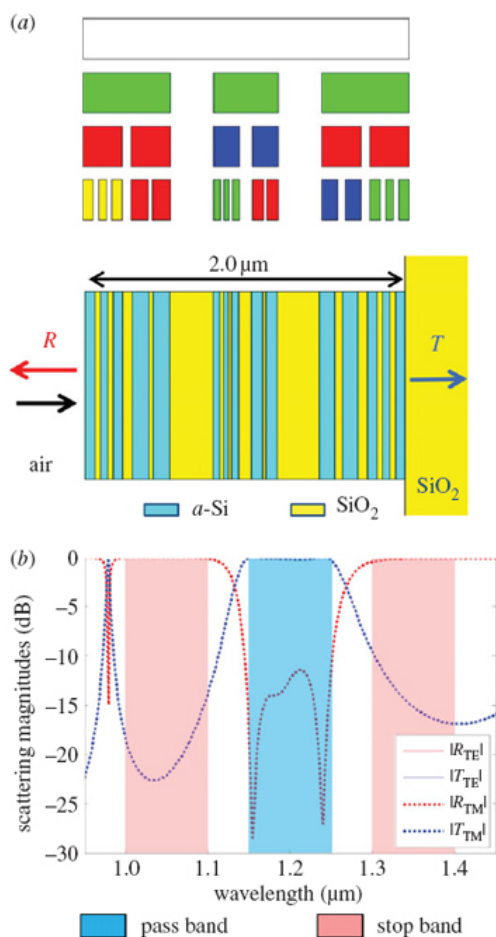 (a)
2.0 µm
R
T
air
SiO2
a-Si
SiO2
(b)
scattering magnitudes (dB)
0
−5
−10
−15
−20
−25
−30
|RTE|
|TTE|
|RTM|
|TTM|
1.0
1.1
1.2
1.3
1.4
wavelength (µm)
pass band
stop band